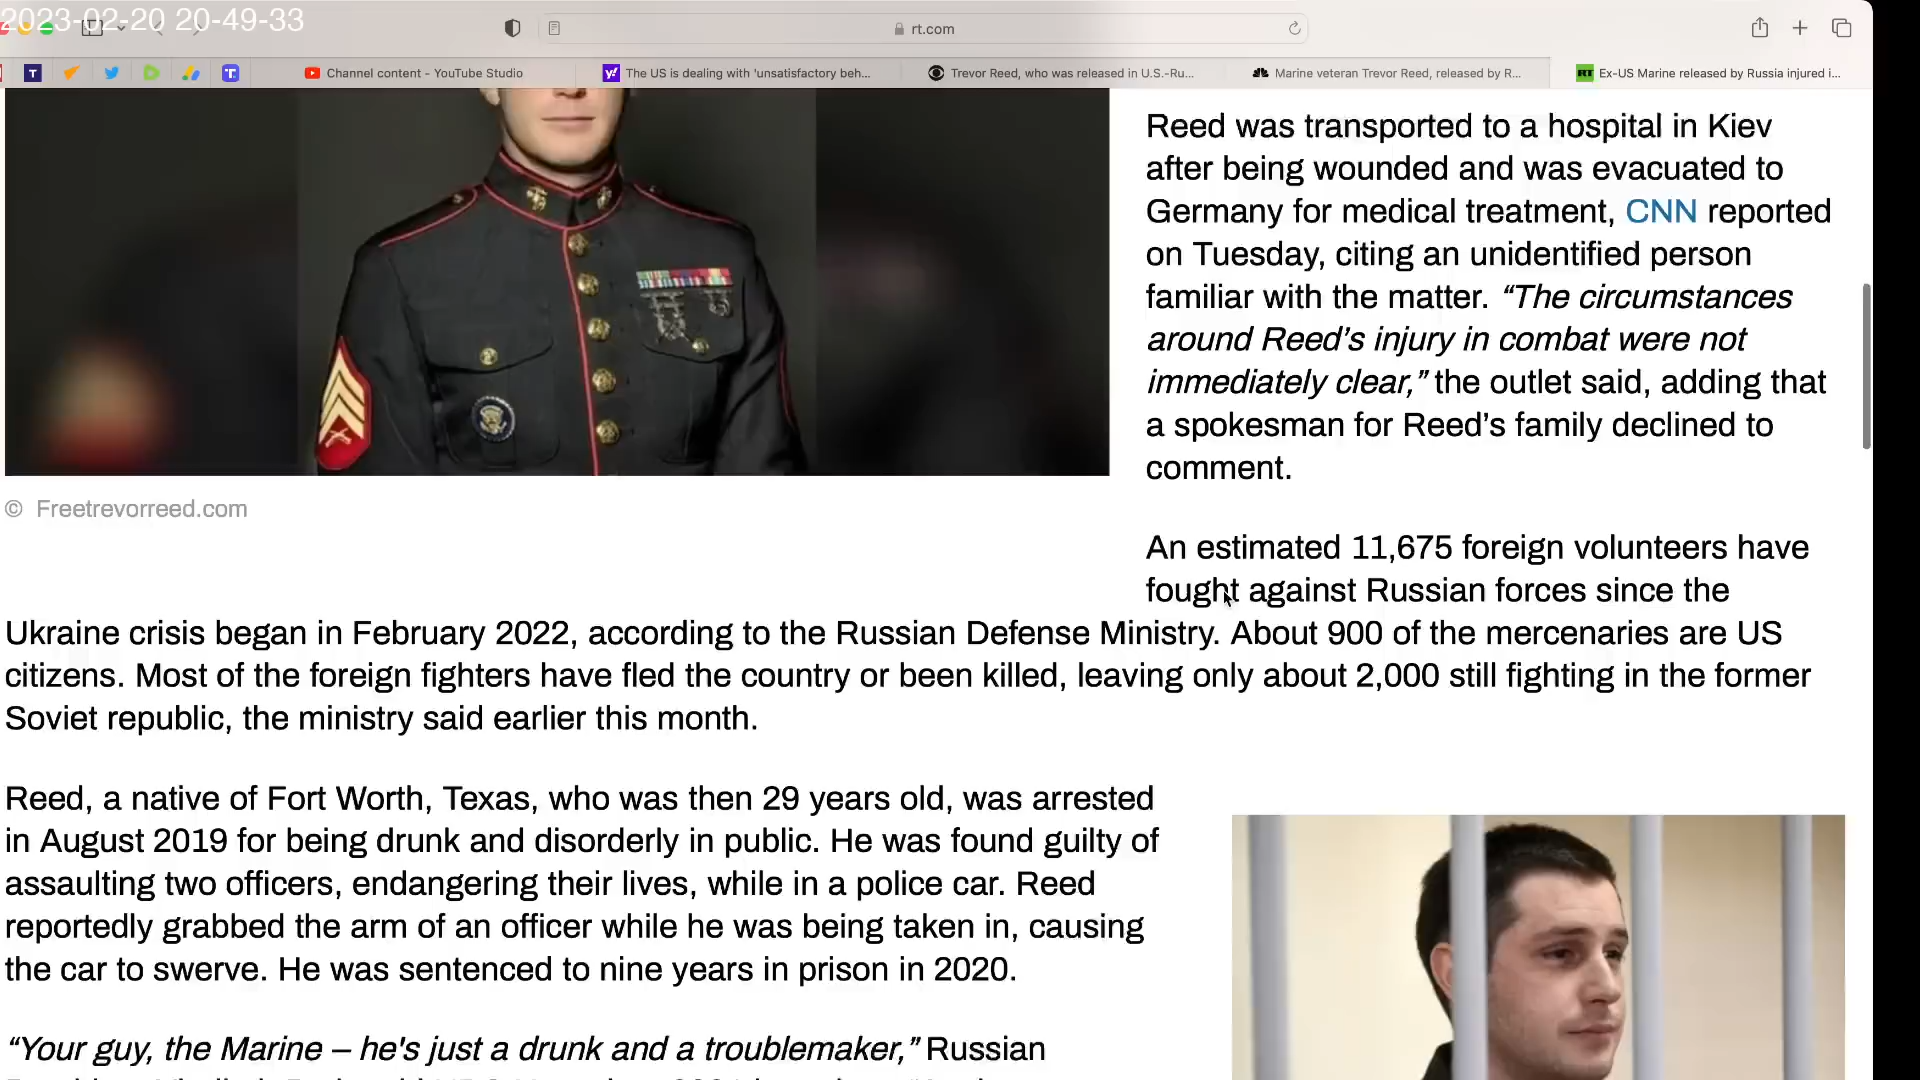 2023-02-20 20-49-33
rt.com
T
T
Channel content - YouTube Studio
y!
The US is dealing with 'unsatisfactory beh...
Trevor Reed, who was released in U.S.-Ru...
Marine veteran Trevor Reed, released by R...
RT
Ex-US Marine released by Russia injured i...
Reed was transported to a hospital in Kiev
after being wounded and was evacuated to
Germany for medical treatment, CNN reported
on Tuesday, citing an unidentified person
familiar with the matter. “The circumstances
around Reed’s injury in combat were not
immediately clear,” the outlet said, adding that
a spokesman for Reed’s family declined to
comment.
© Freetrevorreed.com
An estimated 11,675 foreign volunteers have
fought against Russian forces since the
Ukraine crisis began in February 2022, according to the Russian Defense Ministry. About 900 of the mercenaries are US
citizens. Most of the foreign fighters have fled the country or been killed, leaving only about 2,000 still fighting in the former
Soviet republic, the ministry said earlier this month.
Reed, a native of Fort Worth, Texas, who was then 29 years old, was arrested
in August 2019 for being drunk and disorderly in public. He was found guilty of
assaulting two officers, endangering their lives, while in a police car. Reed
reportedly grabbed the arm of an officer while he was being taken in, causing
the car to swerve. He was sentenced to nine years in prison in 2020.
“Your guy, the Marine – he's just a drunk and a troublemaker,” Russian